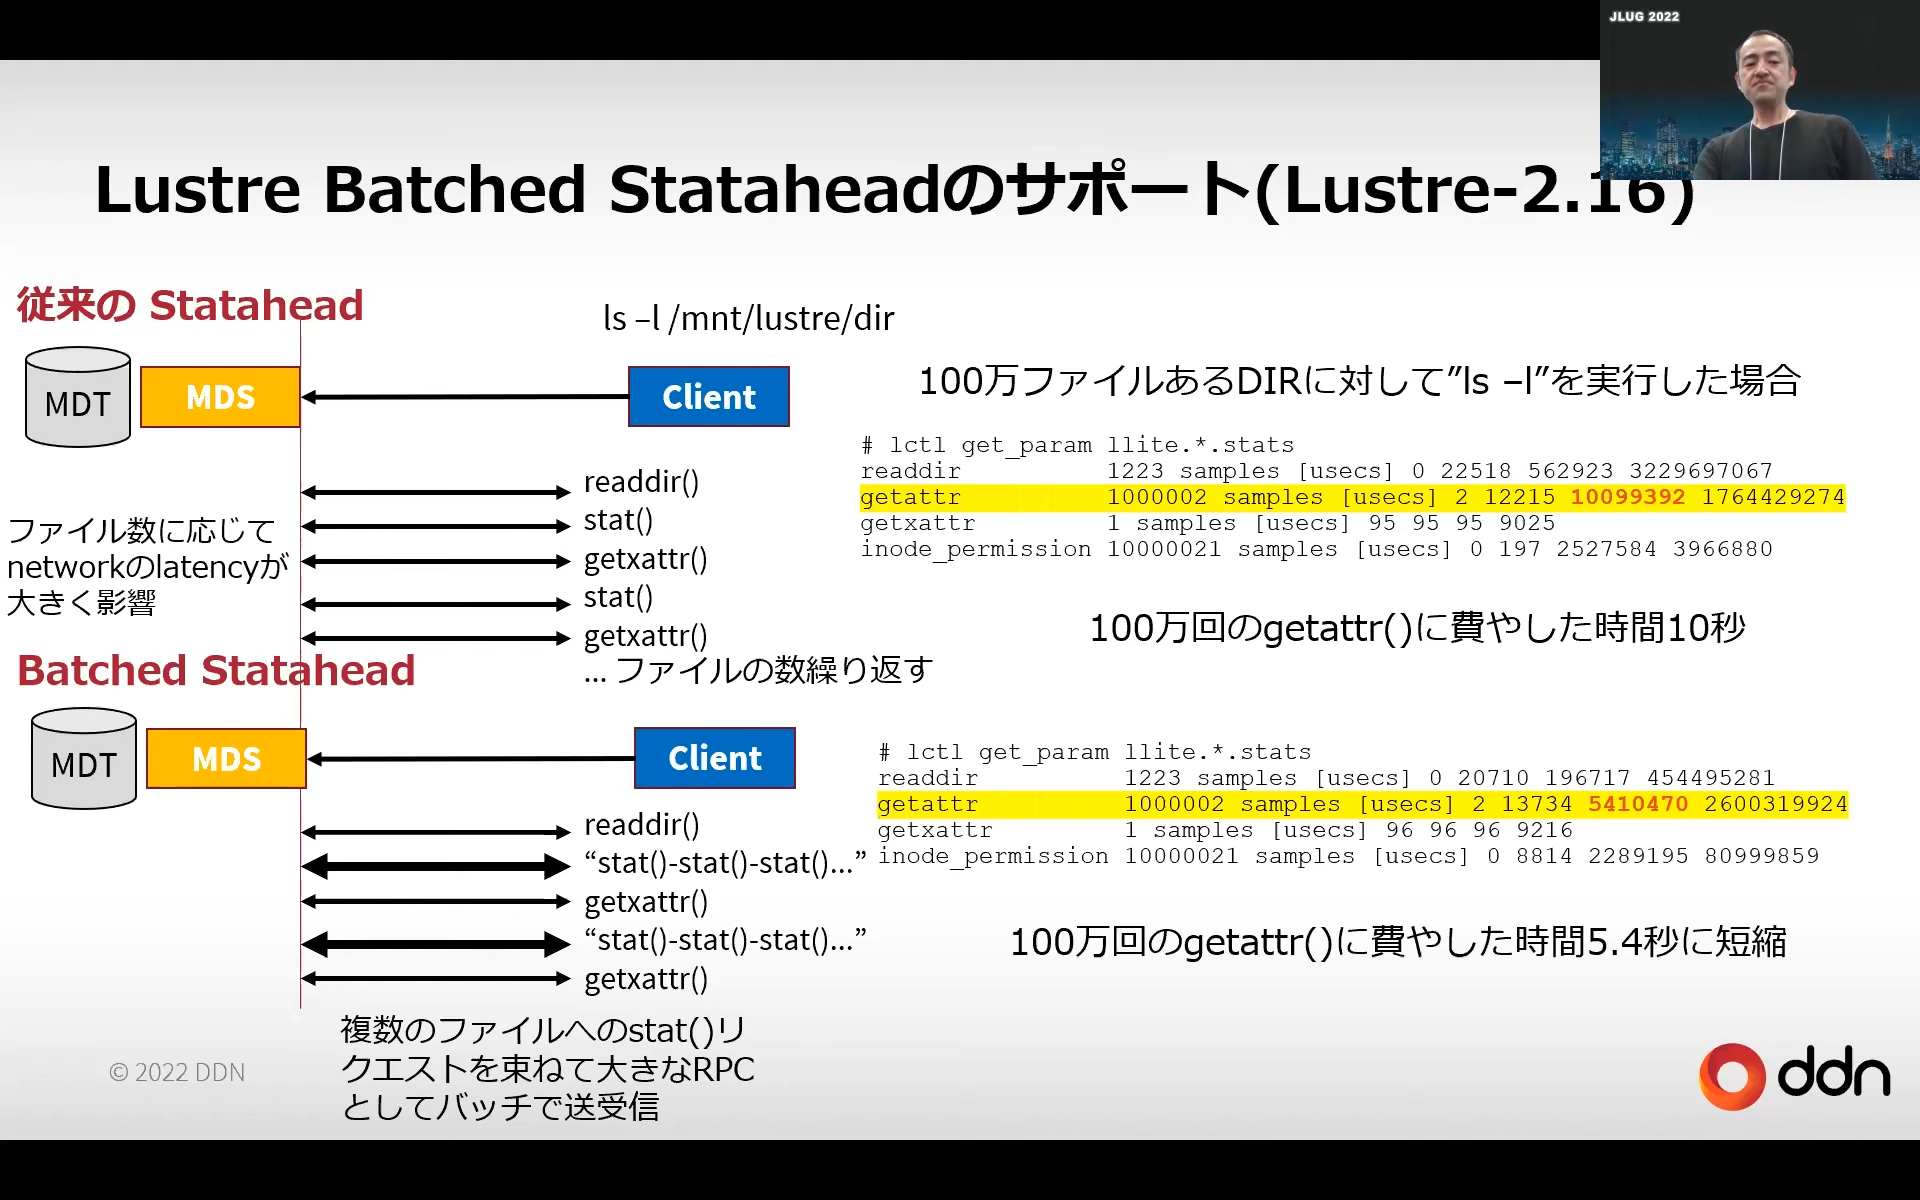 JLUG 2022
Lustre Batched Staheadのサポート(Lustre-2.16)
従来の Statahead
ls –l /mnt/lustre/dir
MDT
MDS
Client
100万ファイルあるDIRに対して”ls –l”を実行した場合
# lctl get_param llite.*.stats
readdir 1223 samples [usecs] 0 22518 562923 3229697067
getattr 1000002 samples [usecs] 2 12215 10099392 1764429274
getxattr 1 samples [usecs] 95 95 95 9025
inode_permission 10000021 samples [usecs] 0 197 2527584 3966880
readdir()
stat()
getxattr()
stat()
getxattr()
... ファイルの数繰り返す
ファイル数に応じて
networkのlatencyが
大きく影響
100万回のgetattr()に費やした時間10秒
Batched Statahead
MDT
MDS
Client
# lctl get_param llite.*.stats
readdir 1223 samples [usecs] 0 20710 196717 454495281
getattr 1000002 samples [usecs] 2 13734 5410470 2600319924
getxattr 1 samples [usecs] 96 96 96 9216
inode_permission 10000021 samples [usecs] 0 8814 2289195 80999859
readdir()
“stat()-stat()-stat()...”
getxattr()
“stat()-stat()-stat()...”
getxattr()
100万回のgetattr()に費やした時間5.4秒に短縮
複数のファイルへのstat()リ
クエストを束ねて大きなRPC
としてバッチで送受信
© 2022 DDN
ddn